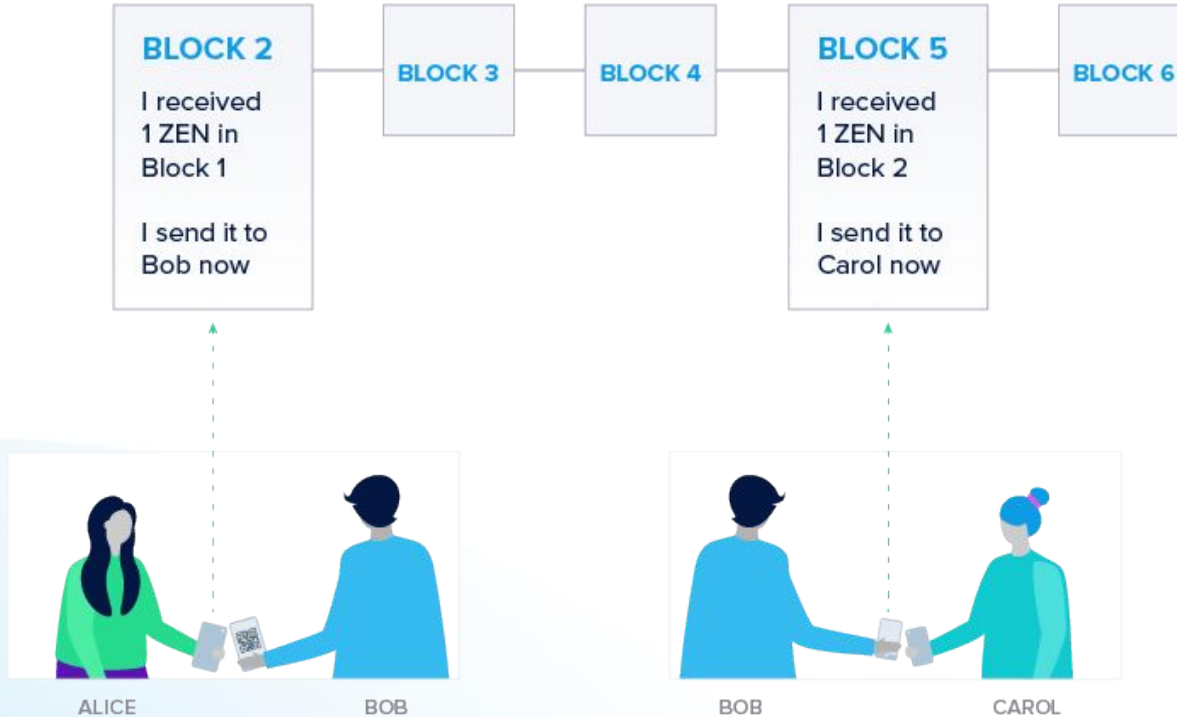 BLOCK 2
I received
1 ZEN in
Block 1
I send it to
Bob now
BLOCK 3
BLOCK 4
BLOCK 5
I received
1 ZEN in
Block 2
I send it to
Carol now
BLOCK 6
ALICE
BOB
BOB
CAROL